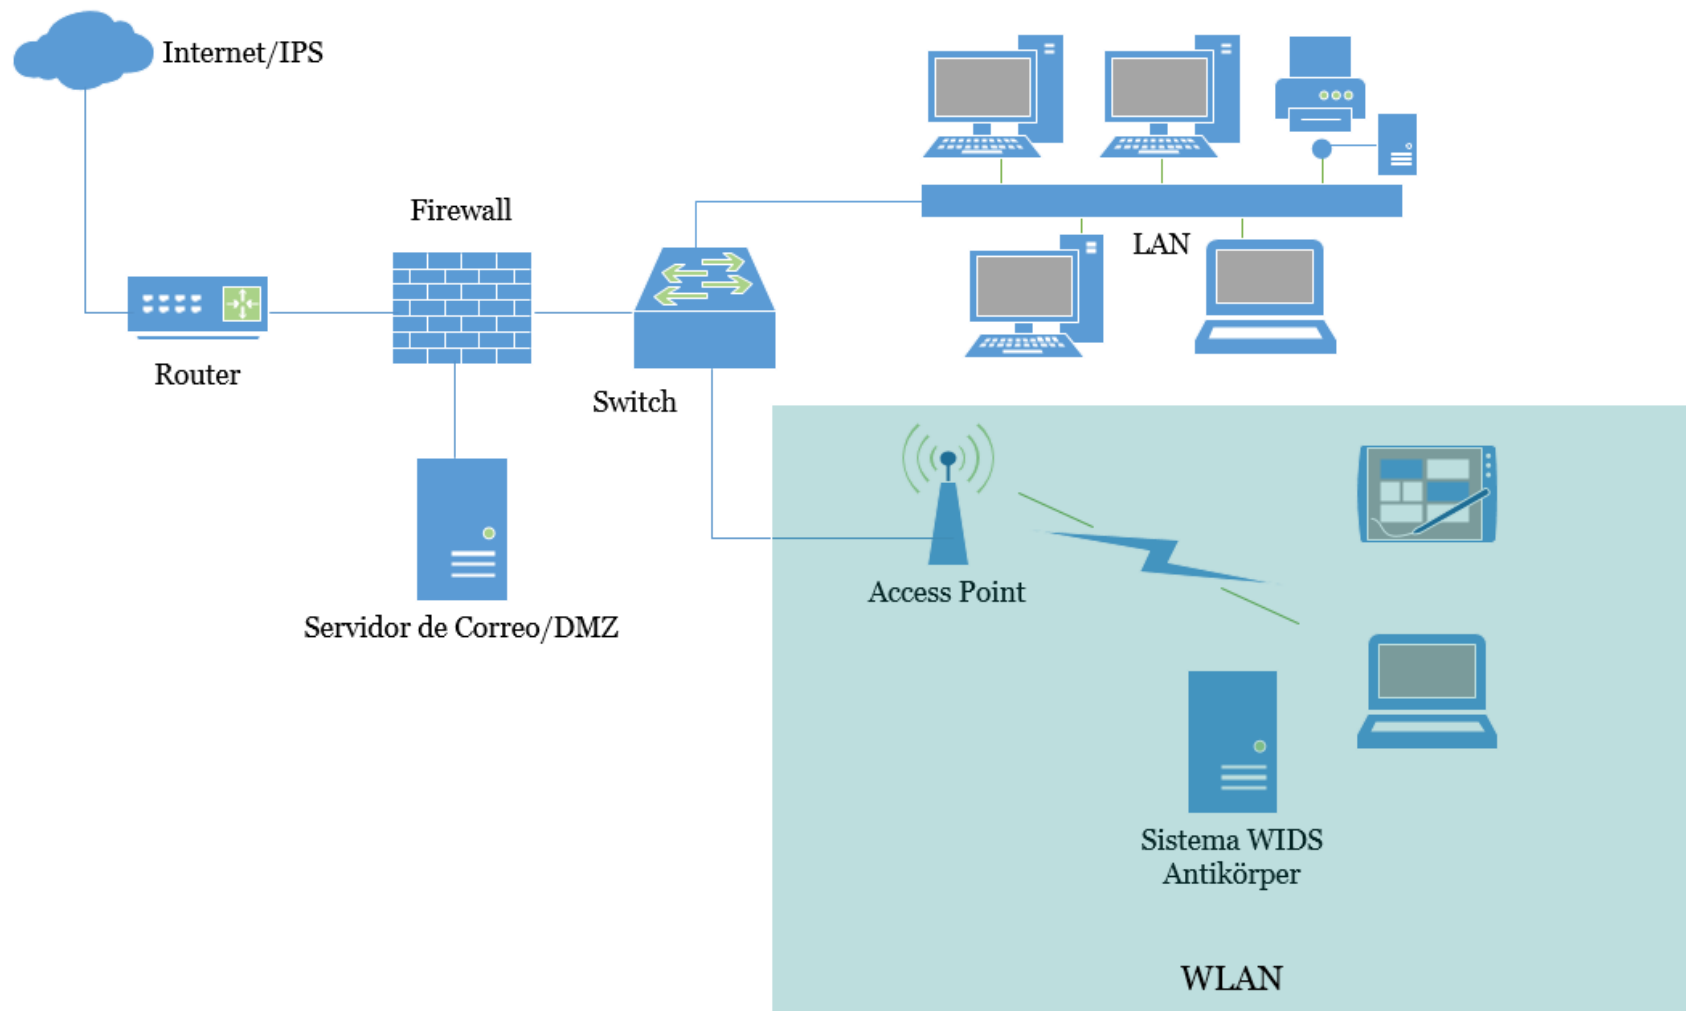 Internet/IPS
Firewall
LAN
Router
Switch
Access Point
Servidor de Correo/DMZ
Sistema WIDS
Antikörper
WLAN